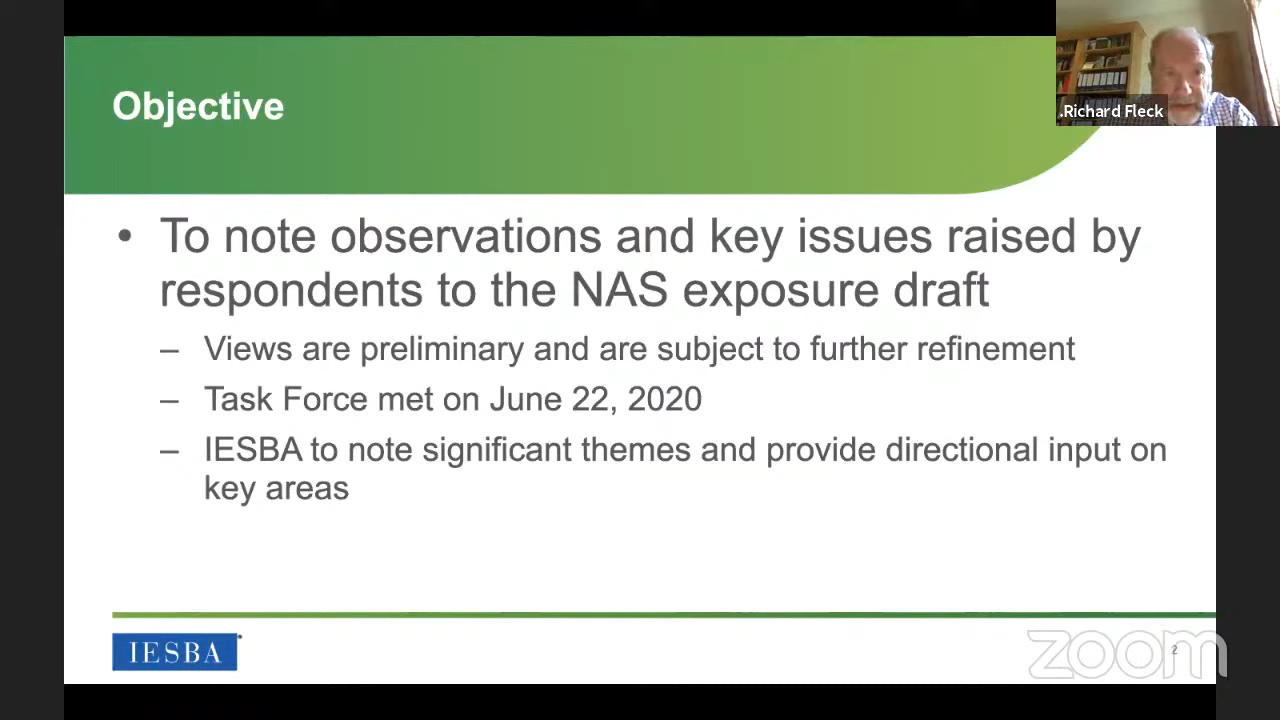 Objective
.Richard Fleck
• To note observations and key issues raised by
respondents to the NAS exposure draft
– Views are preliminary and are subject to further refinement
– Task Force met on June 22, 2020
– IESBA to note significant themes and provide directional input on
key areas
IESBA
zoom
2